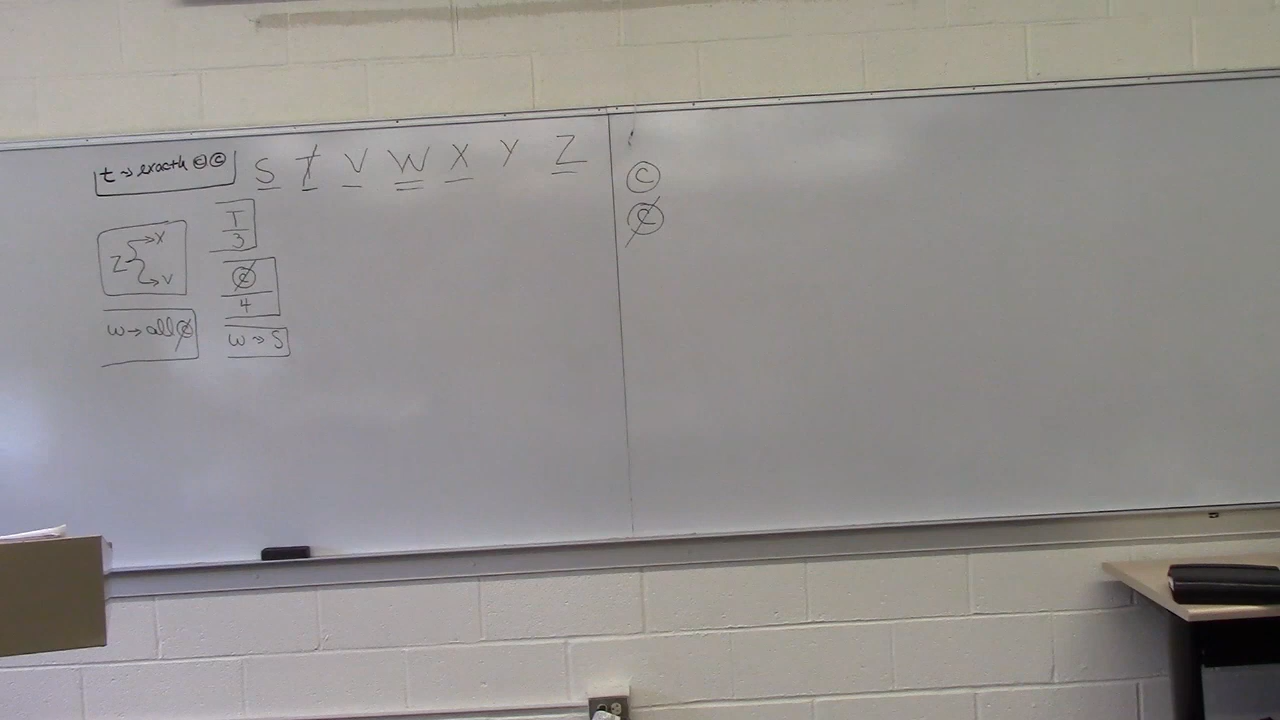 t → exactly © ©
S T V W X Y Z
T
3
Z → X
→ V
₵
4
W → all ₵
W → S
©
₵